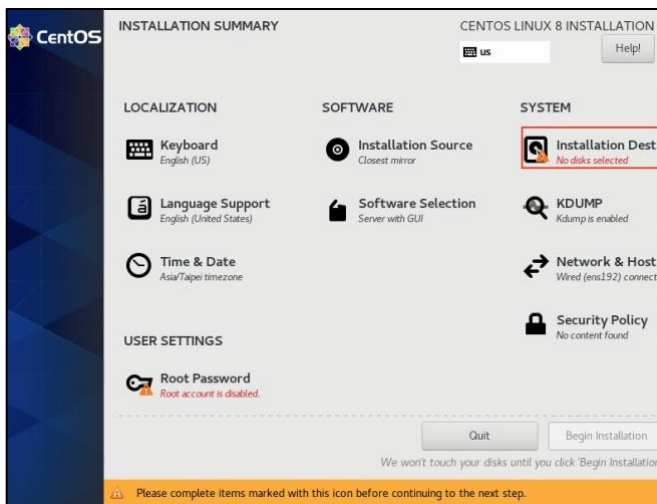 CentOS
INSTALLATION SUMMARY
CENTOS LINUX 8 INSTALLATION
us
Help!
LOCALIZATION
Keyboard
English (US)
Language Support
English (United States)
Time & Date
Asia/Taipei timezone
SOFTWARE
Installation Source
Closest mirror
Software Selection
Server with GUI
SYSTEM
Installation Dest
No disks selected
KDUMP
Kdump is enabled
Network & Host
Wired (ens192) connect
Security Policy
No content found
USER SETTINGS
Root Password
Root account is disabled.
Quit
Begin Installation
We won't touch your disks until you click 'Begin Installation
Please complete items marked with this icon before continuing to the next step.